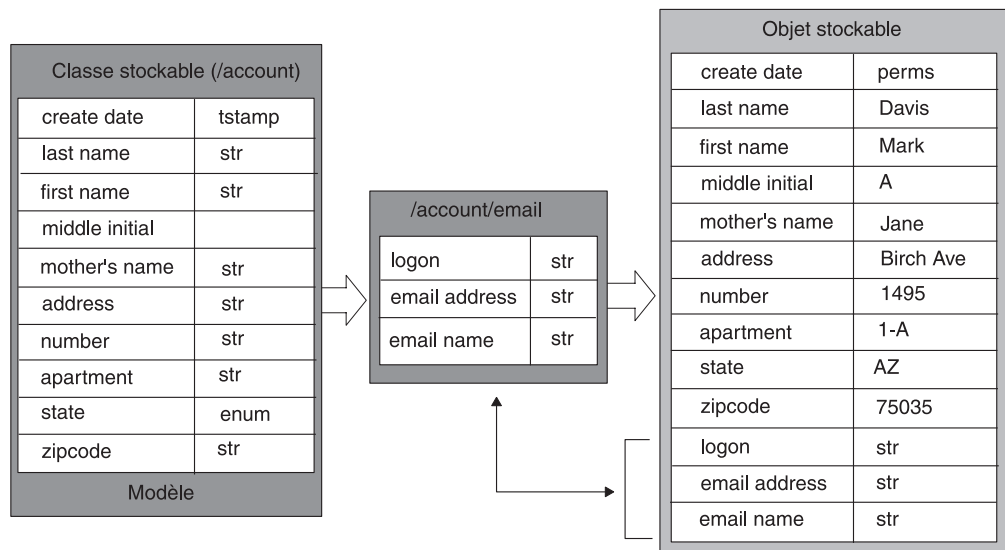 Classe stockable (/account)
create date tstamp
last name str
first name str
middle initial
mother's name str
address str
number str
apartment str
state enum
zipcode str
Modèle
/account/email
logon str
email address str
email name str
Objet stockable
create date perms
last name Davis
first name Mark
middle initial A
mother's name Jane
address Birch Ave
number 1495
apartment 1-A
state AZ
zipcode 75035
logon str
email address str
email name str